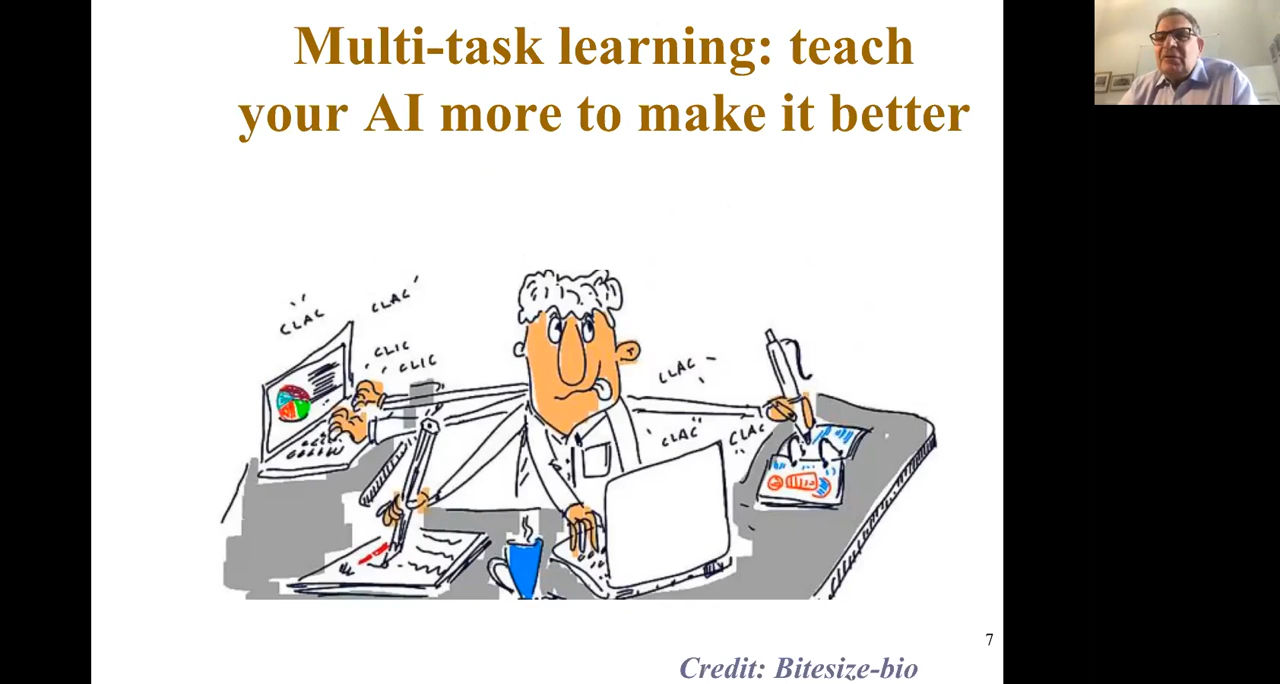 Multi-task learning: teach
your AI more to make it better
CLAC
CLAC
CLIC
CLIC
CLAC
CLAC
CLAC
7
Credit: Bitesize-bio